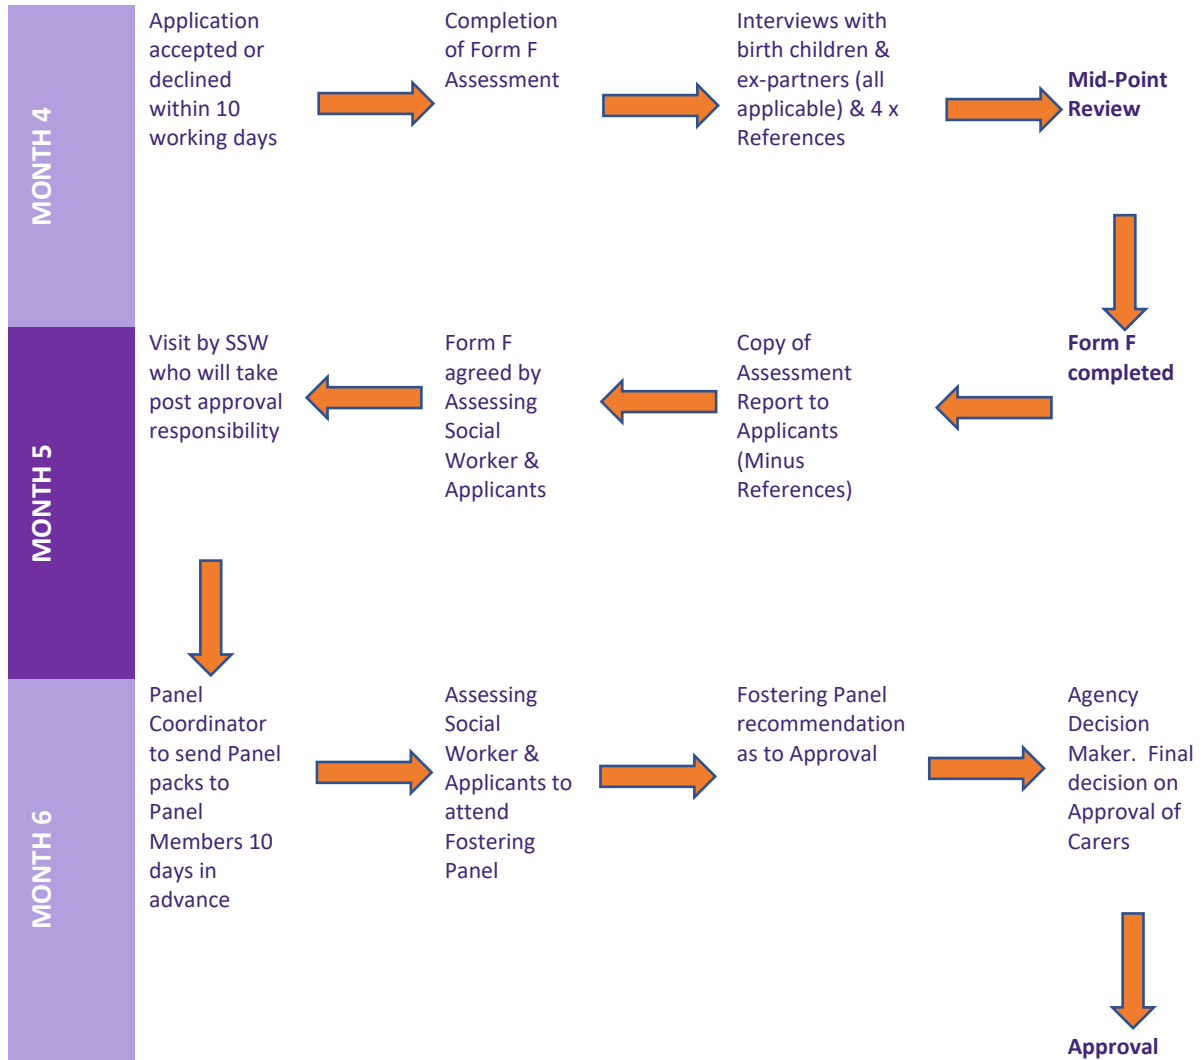 MONTH 4
Application
accepted or
declined
within 10
working days
Completion
of Form F
Assessment
Interviews with
birth children &
ex-partners (all
applicable) & 4 x
References
Mid-Point
Review
MONTH 5
Visit by SSW
who will take
post approval
responsibility
Form F
agreed by
Assessing
Social
Worker &
Applicants
Copy of
Assessment
Report to
Applicants
(Minus
References)
Form F
completed
MONTH 6
Panel
Coordinator
to send Panel
packs to
Panel
Members 10
days in
advance
Assessing
Social
Worker &
Applicants to
attend
Fostering
Panel
Fostering Panel
recommendation
as to Approval
Agency
Decision
Maker.  Final
decision on
Approval of
Carers
Approval